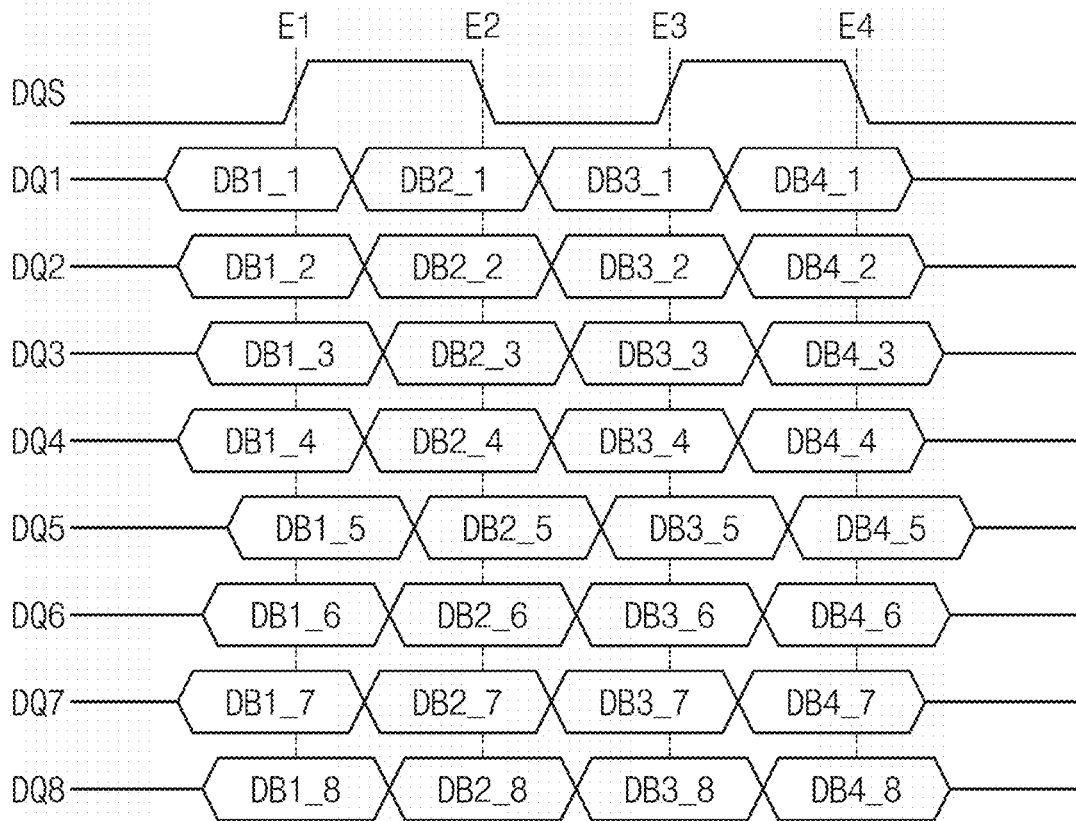 E1 E2 E3 E4
DQS
DQ1 DB1_1 DB2_1 DB3_1 DB4_1
DQ2 DB1_2 DB2_2 DB3_2 DB4_2
DQ3 DB1_3 DB2_3 DB3_3 DB4_3
DQ4 DB1_4 DB2_4 DB3_4 DB4_4
DQ5 DB1_5 DB2_5 DB3_5 DB4_5
DQ6 DB1_6 DB2_6 DB3_6 DB4_6
DQ7 DB1_7 DB2_7 DB3_7 DB4_7
DQ8 DB1_8 DB2_8 DB3_8 DB4_8